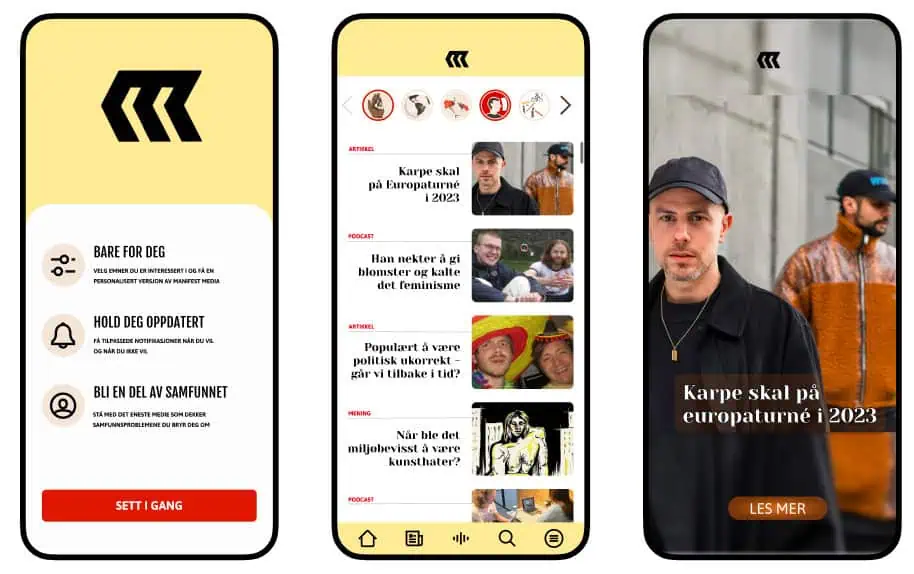 BARE FOR DEG
VELG EMNER DU ER INTERESSERT I OG FÅ EN
PERSONALISERT VERSJON AV MANIFEST MEDIA
HOLD DEG OPPDATERT
FÅ TILPASSEDE NOTIFIKASJONER NÅR DU VIL
OG NÅR DU IKKE VIL
BLI EN DEL AV SAMFUNNET
STÅ MED DET ENESTE MEDIE SOM DEKKER
SAMFUNNSPROBLEMENE DU BRYR DEG OM
SETT I GANG
ARTIKEL
Karpe skal
på Europaturné
i 2023
PODCAST
Han nekter å gi
blomster og kalte
det feminisme
ARTIKEL
Populært å være
politisk ukorrekt –
går vi tilbake i tid?
MENING
Når ble det
miljøbevisst å være
kunsthater?
PODCAST
Karpe skal på
europaturné i 2023
LES MER